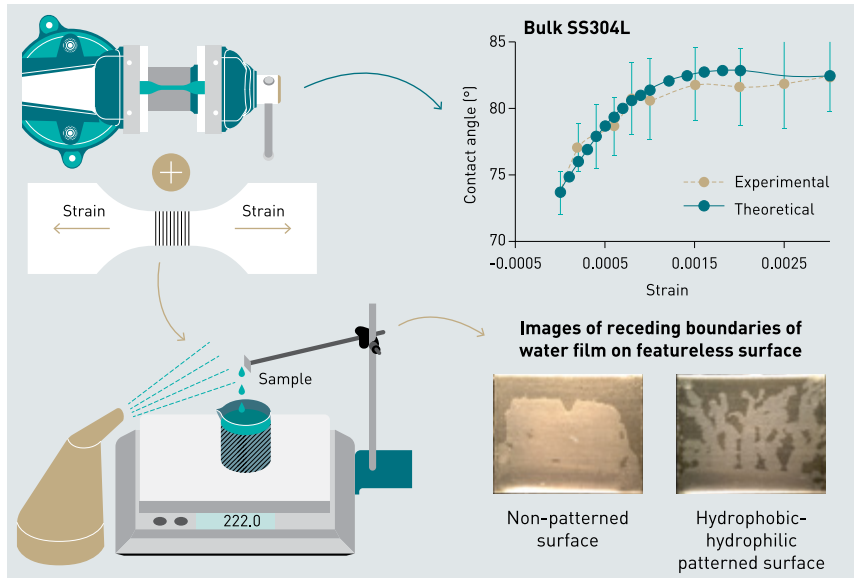 Bulk SS304L
85
80
75
70
Contact angle (°)
Experimental
Theoretical
-0.0005
0.0005
0.0015
0.0025
Strain
Strain
Strain
Sample
222.0
Images of receding boundaries of
water film on featureless surface
Non-patterned
surface
Hydrophobic-
hydrophilic
patterned surface